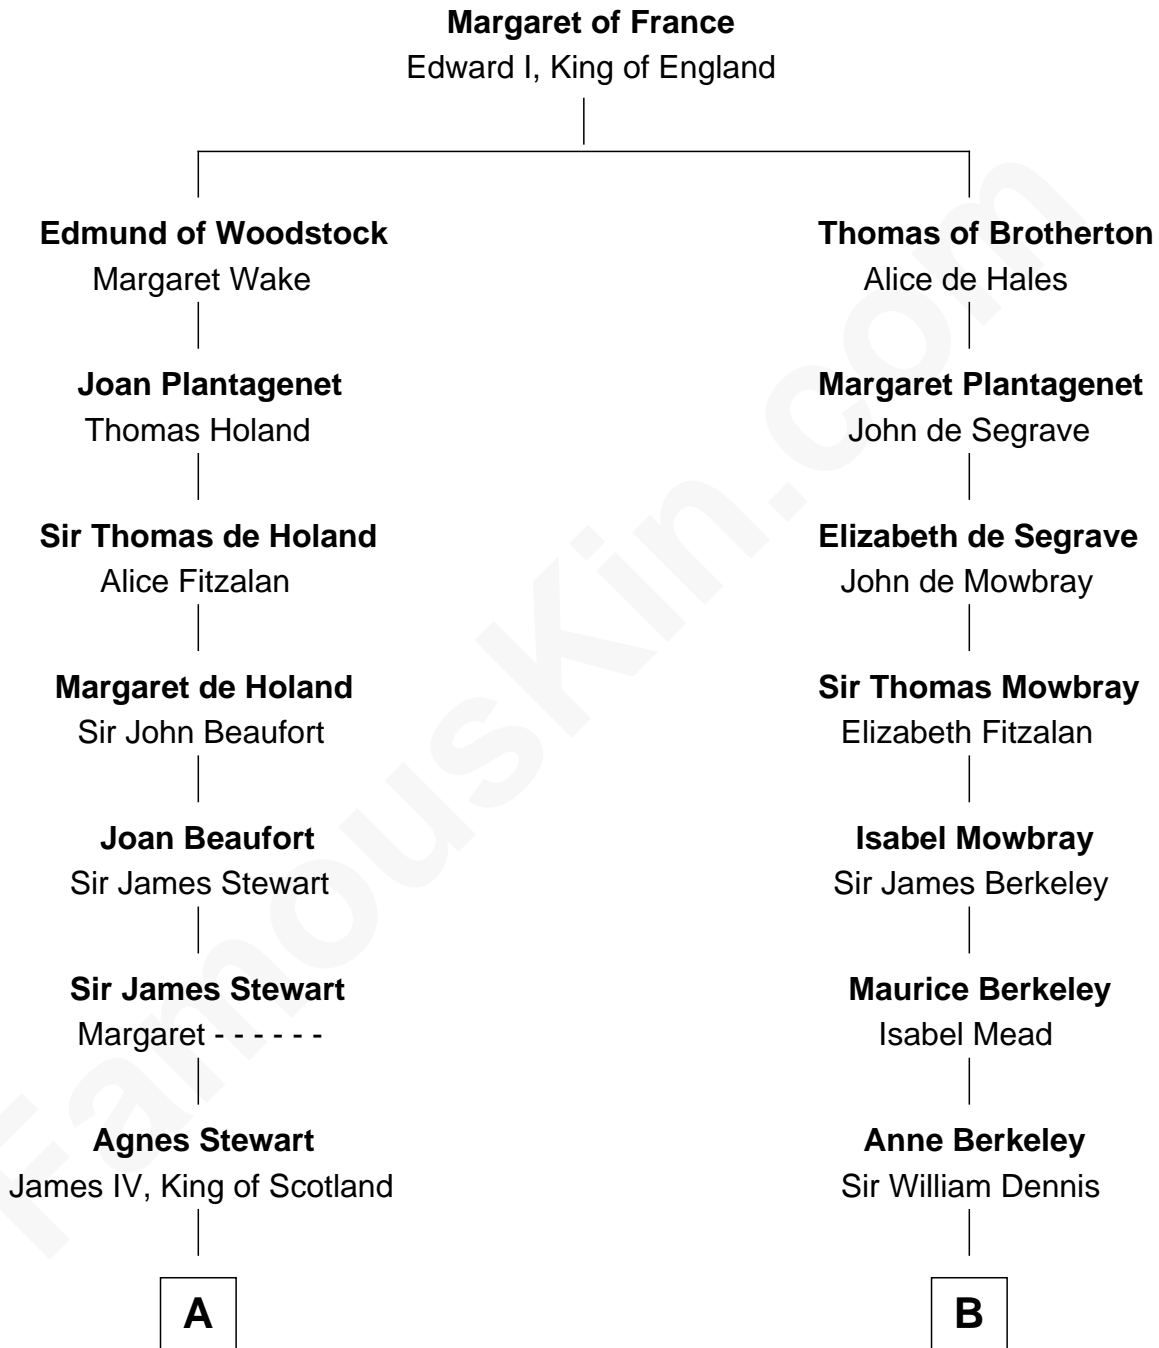 Margaret of France
Edward I, King of England
Edmund of Woodstock
Margaret Wake
Joan Plantagenet
Thomas Holand
Sir Thomas de Holand
Alice Fitzalan
Margaret de Holand
Sir John Beaufort
Joan Beaufort
Sir James Stewart
Sir James Stewart
Margaret - - - - - -
Agnes Stewart
James IV, King of Scotland
A
Thomas of Brotherton
Alice de Hales
Margaret Plantagenet
John de Segrave
Elizabeth de Segrave
John de Mowbray
Sir Thomas Mowbray
Elizabeth Fitzalan
Isabel Mowbray
Sir James Berkeley
Maurice Berkeley
Isabel Mead
Anne Berkeley
Sir William Dennis
B
FamousKin.com